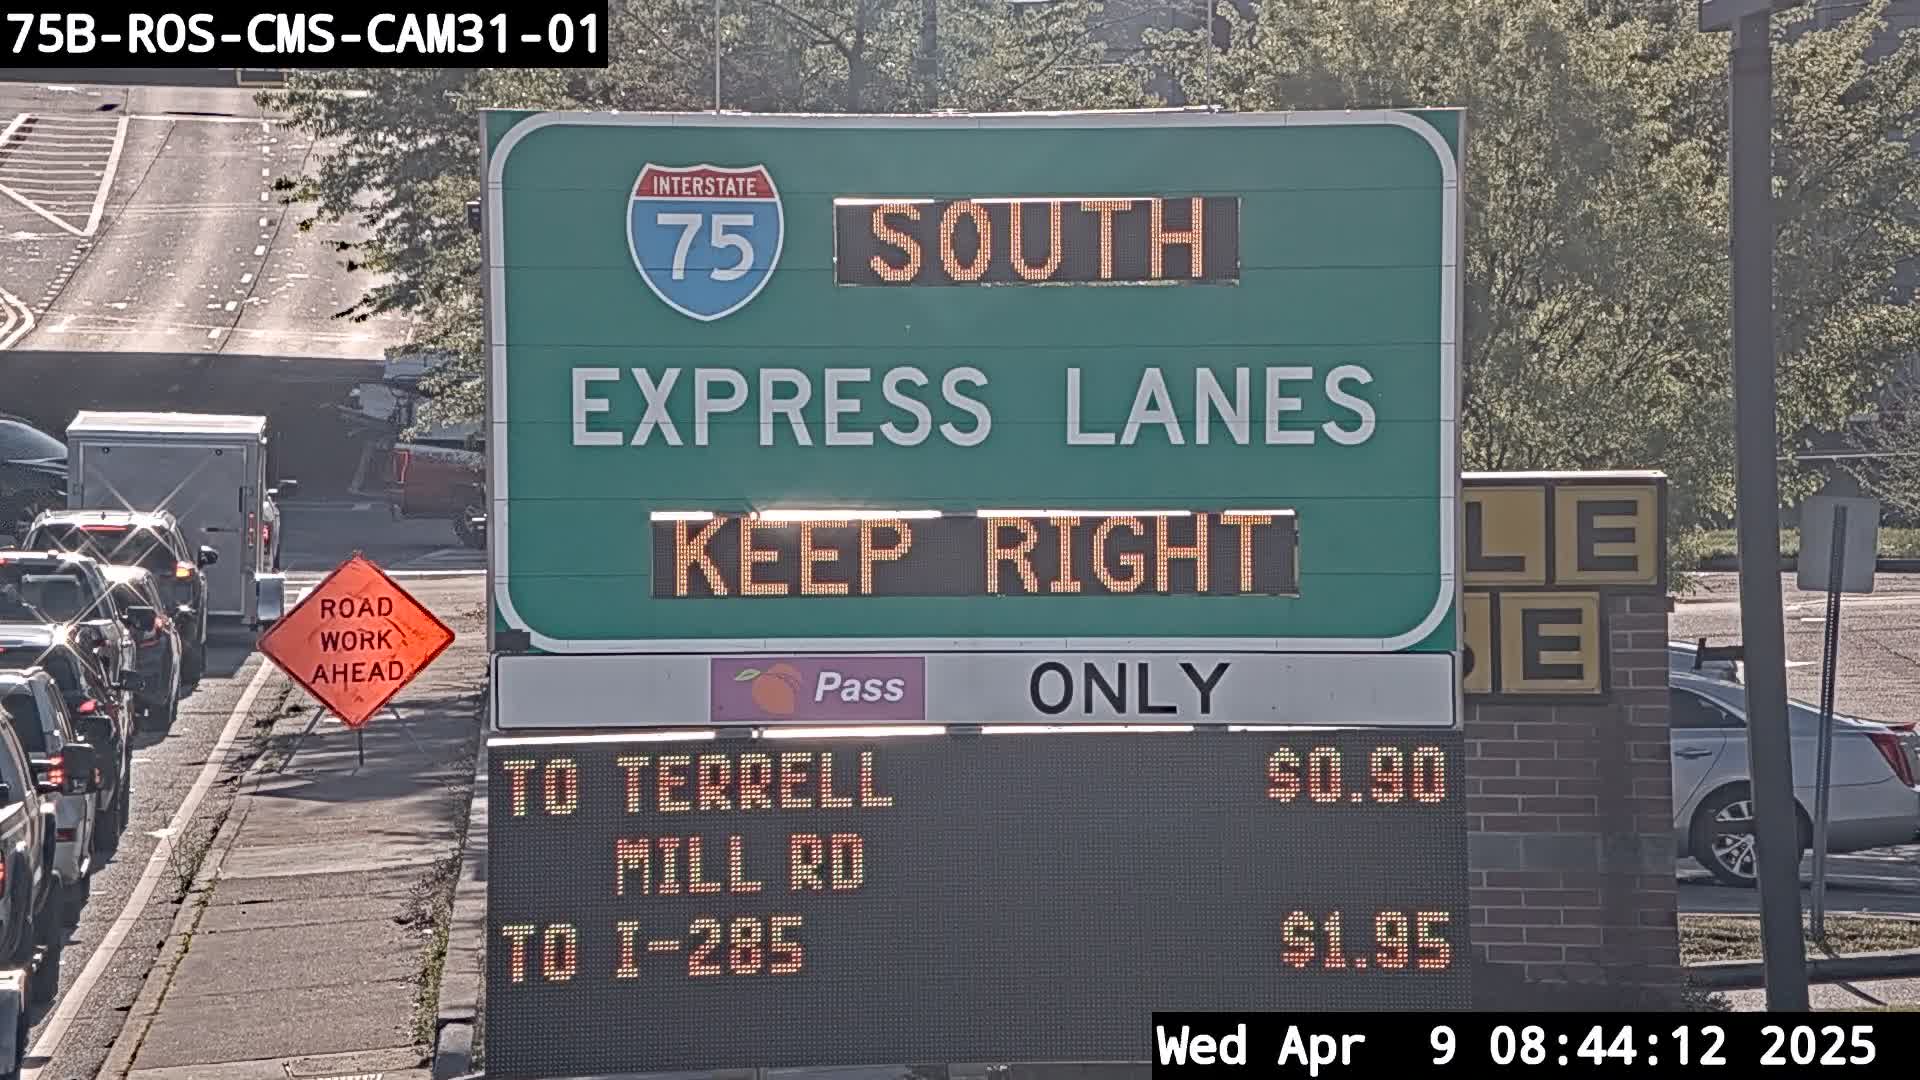 75B-ROS-CMS-CAM31-01
INTERSTATE
75
SOUTH
EXPRESS LANES
KEEP RIGHT
Pass ONLY
TO TERRELL $0.90
MILL RD
TO I-285 $1.95
ROAD
WORK
AHEAD
LE
E
Wed Apr 9 08:44:12 2025